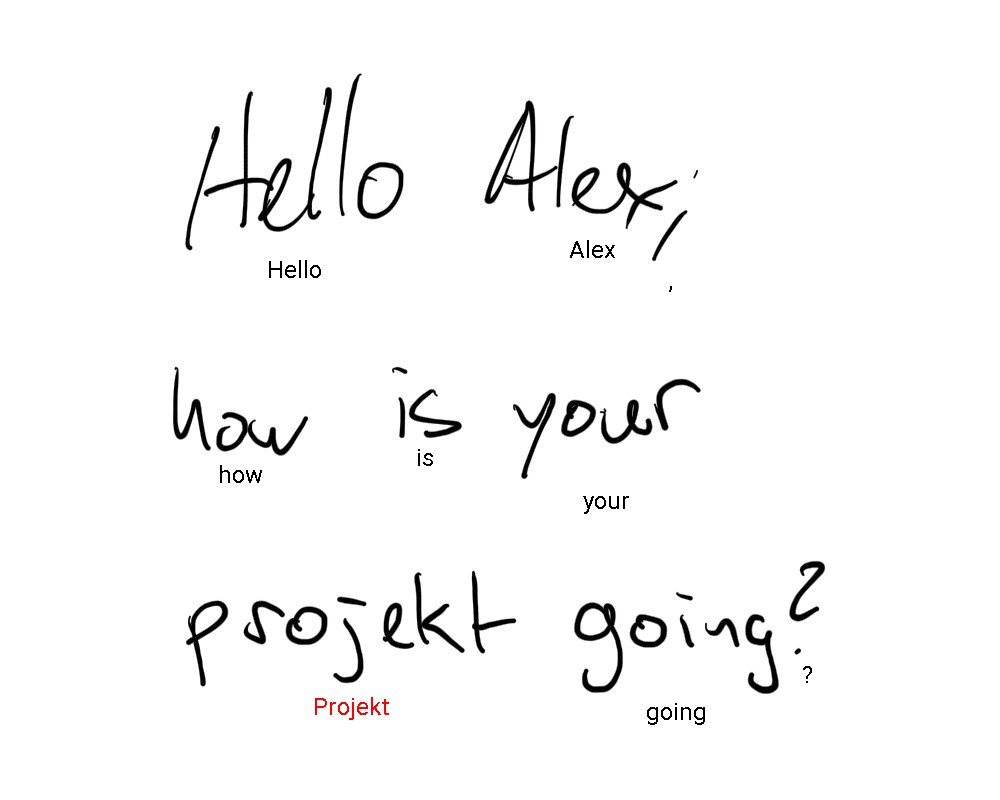 Hello Alex,
Hello Alex ,
how is your
how is your
projekt going?
Projekt going ?